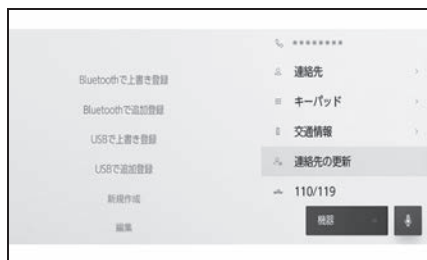 Bluetoothで上書き登録
Bluetoothで追加登録
USBで上書き登録
USBで追加登録
新規作成
編集
********
連絡先
キーパッド
交通情報
連絡先の更新
110/119
機器